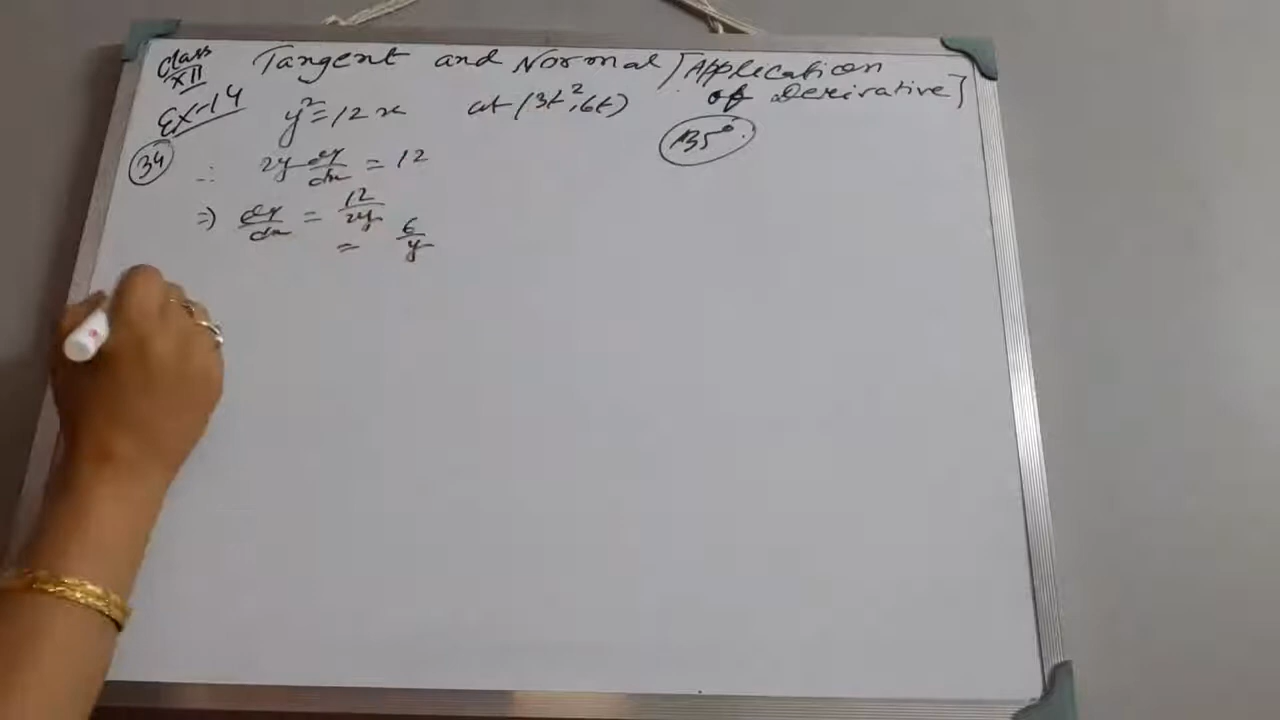 Class XII
Tangent and Normal [Application of Derivative]
Ex-14
y² = 12x at (3t², 6t)
135°.
34
∴ 2y dy/dx = 12
⇒ dy/dx = 12/2y
= 6/y